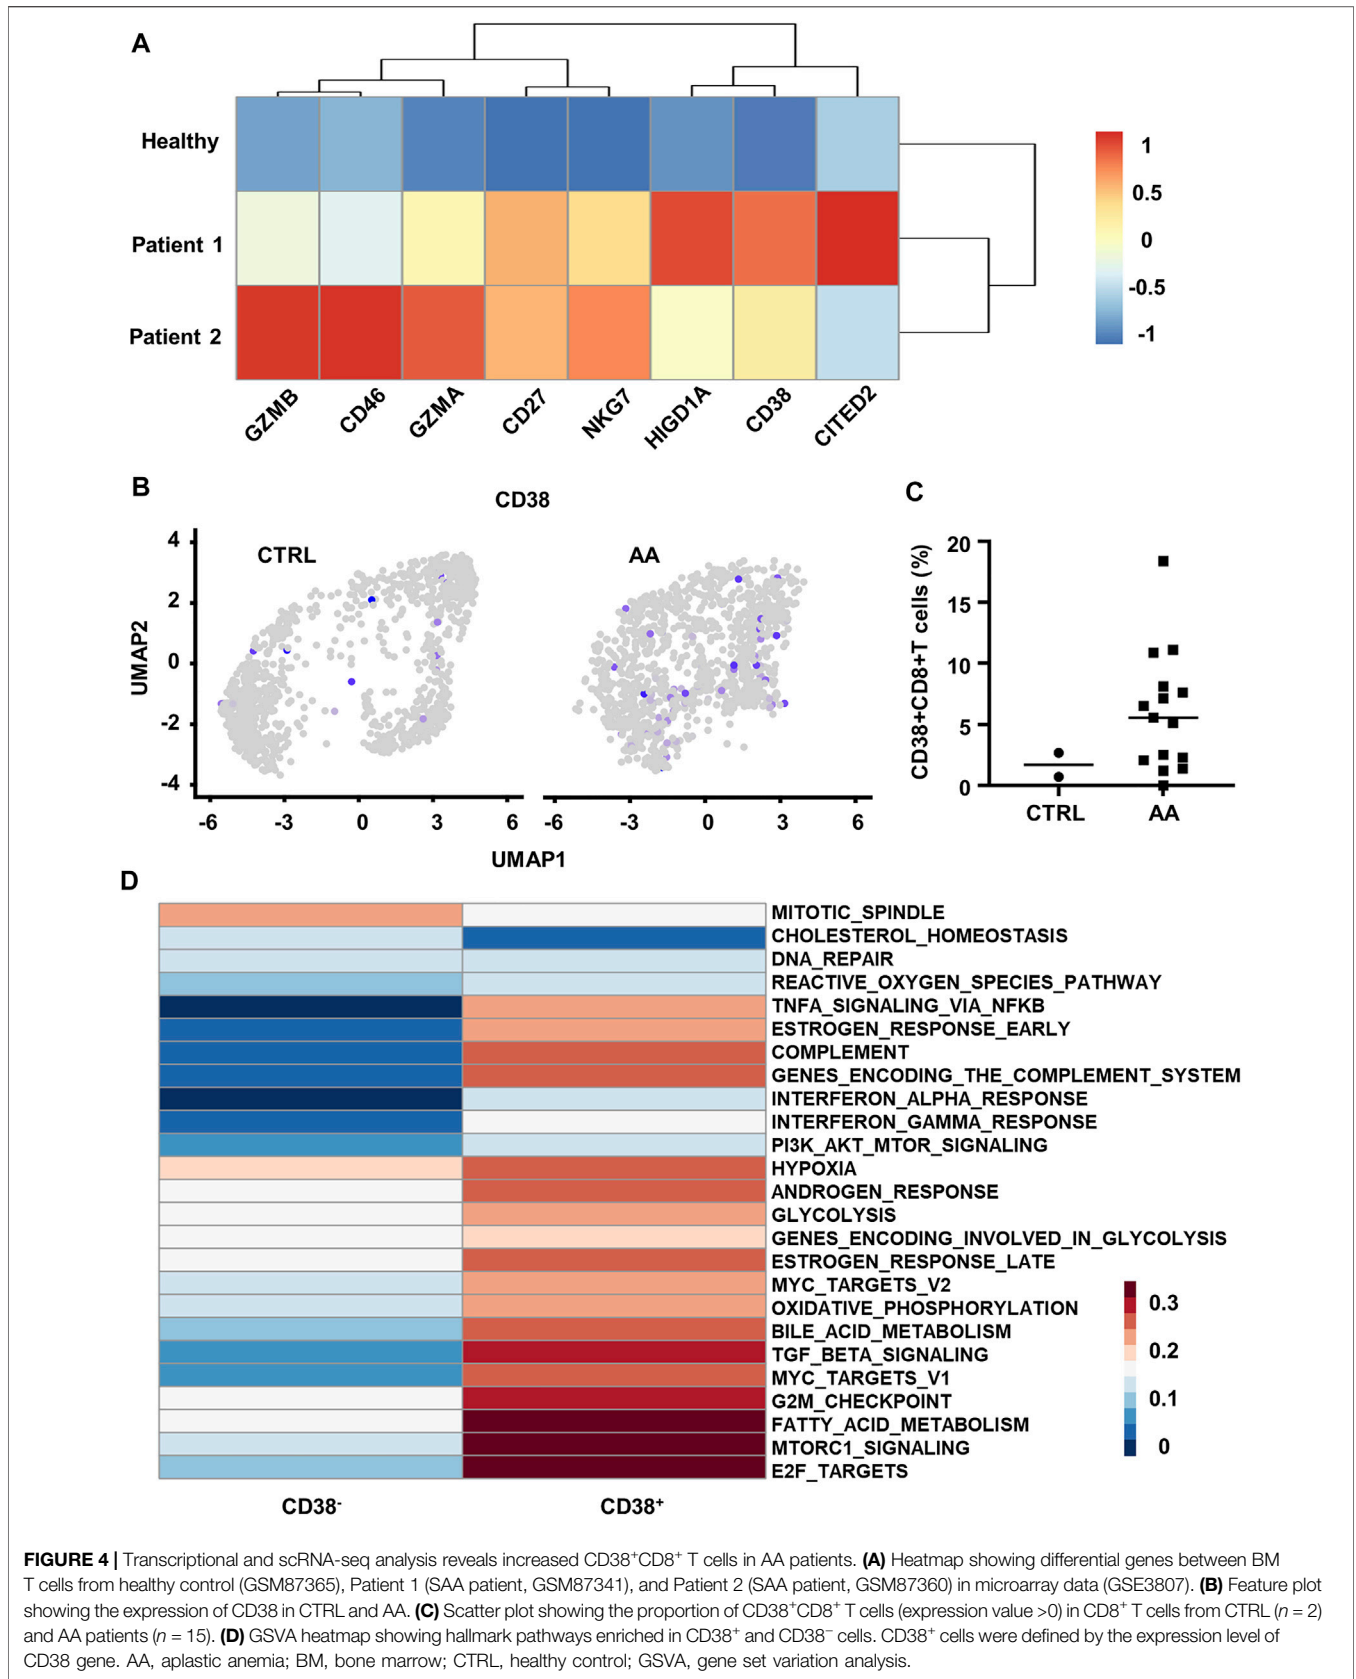 A
Healthy
Patient 1
Patient 2
1
0.5
0
-0.5
-1
GZMB
CD46
GZMA
CD27
NKG7
HIGD1A
CD38
CITED2
B
CD38
CTRL
AA
UMAP2
4
2
0
-2
-4
-6 -3 0 3 6
-6 -3 0 3 6
UMAP1
C
CD38+CD8+T cells (%)
20
15
10
5
0
CTRL AA
D
MITOTIC_SPINDLE
CHOLESTEROL_HOMEOSTASIS
DNA_REPAIR
REACTIVE_OXYGEN_SPECIES_PATHWAY
TNFA_SIGNALING_VIA_NFKB
ESTROGEN_RESPONSE_EARLY
COMPLEMENT
GENES_ENCODING_THE_COMPLEMENT_SYSTEM
INTERFERON_ALPHA_RESPONSE
INTERFERON_GAMMA_RESPONSE
PI3K_AKT_MTOR_SIGNALING
HYPOXIA
ANDROGEN_RESPONSE
GLYCOLYSIS
GENES_ENCODING_INVOLVED_IN_GLYCOLYSIS
ESTROGEN_RESPONSE_LATE
MYC_TARGETS_V2
OXIDATIVE_PHOSPHORYLATION
BILE_ACID_METABOLISM
TGF_BETA_SIGNALING
MYC_TARGETS_V1
G2M_CHECKPOINT
FATTY_ACID_METABOLISM
MTORC1_SIGNALING
E2F_TARGETS
0.3
0.2
0.1
0
CD38⁻ CD38⁺
FIGURE 4 | Transcriptional and scRNA-seq analysis reveals increased CD38⁺CD8⁺ T cells in AA patients. (A) Heatmap showing differential genes between BM
T cells from healthy control (GSM87365), Patient 1 (SAA patient, GSM87341), and Patient 2 (SAA patient, GSM87360) in microarray data (GSE3807). (B) Feature plot
showing the expression of CD38 in CTRL and AA. (C) Scatter plot showing the proportion of CD38⁺CD8⁺ T cells (expression value >0) in CD8⁺ T cells from CTRL (n = 2)
and AA patients (n = 15). (D) GSVA heatmap showing hallmark pathways enriched in CD38⁺ and CD38⁻ cells. CD38⁺ cells were defined by the expression level of
CD38 gene. AA, aplastic anemia; BM, bone marrow; CTRL, healthy control; GSVA, gene set variation analysis.